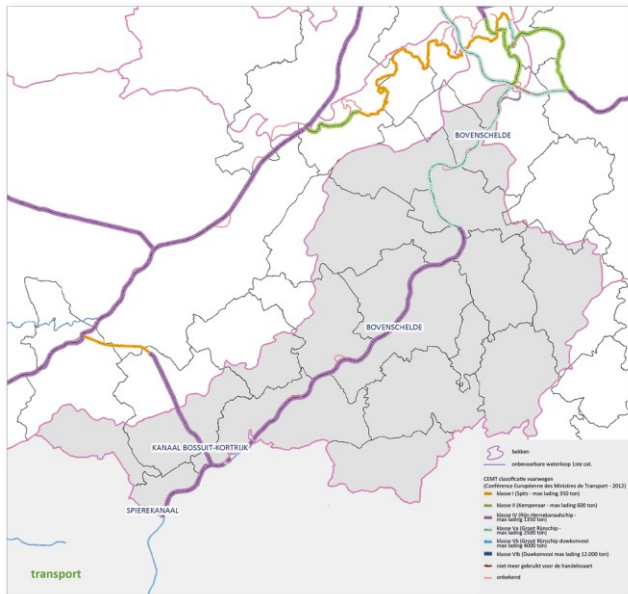 BOVENSCHELDE
BOVENSCHELDE
KANAAL BOSSUIT-KORTRIJK
SPIEREKANAAL
bekken
onbevaarbare waterloop 1ste cat.
CEMT classificatie vaarwegen
(Conférence Européenne des Ministres de Transport - 2012)
klasse I (Spits - max lading 350 ton)
klasse II (Kempenaar - max lading 600 ton)
klasse IV (Rijn-Hernekanaalschip -
max lading 1350 ton)
klasse Va (Groot Rijnschip -
max lading 2500 ton)
klasse Vb (Groot Rijnschip duwkonvooi
max lading 4000 ton)
klasse VIb (Duwkonvooi max lading 12.000 ton)
niet meer gebruikt voor de handelsvaart
onbekend
transport